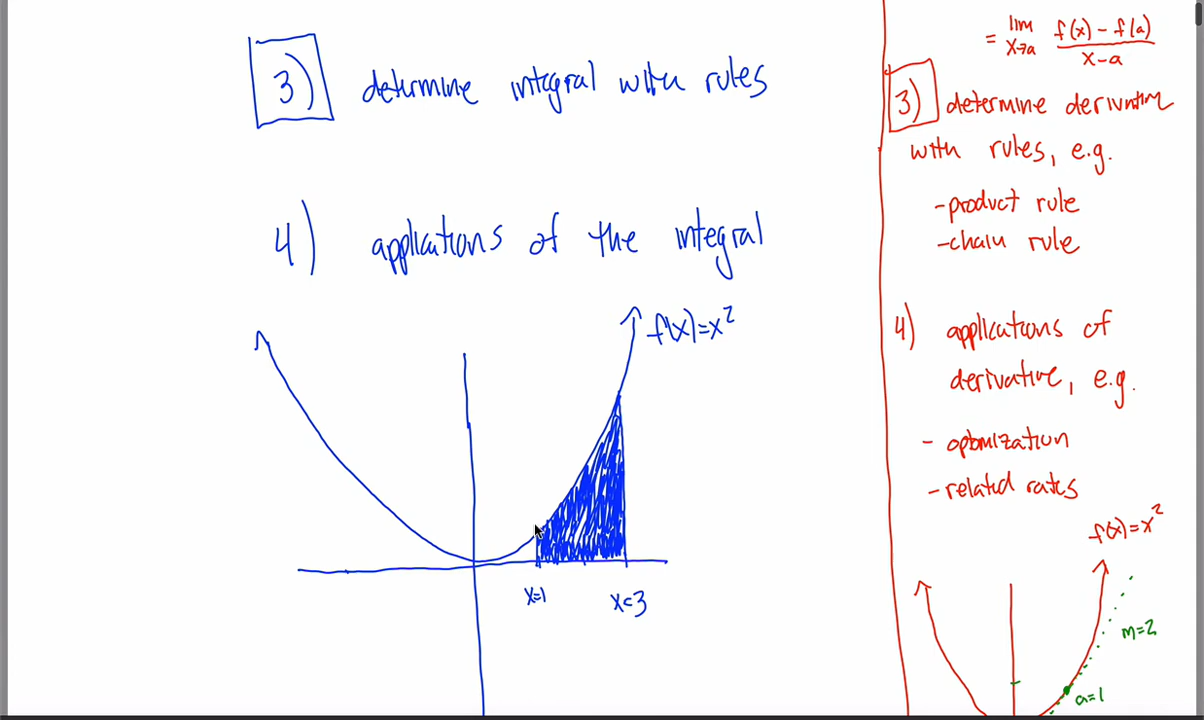 3) determine integral with rules
4) applications of the integral
f(x)=x²
x=1
x=3
= lim x→a f(x) - f(a) / x-a
3) determine derivative
with rules, e.g.
-product rule
-chain rule
4) applications of
derivative, e.g.
- optimization
- related rates
f(x)=x²
m=2
a=1